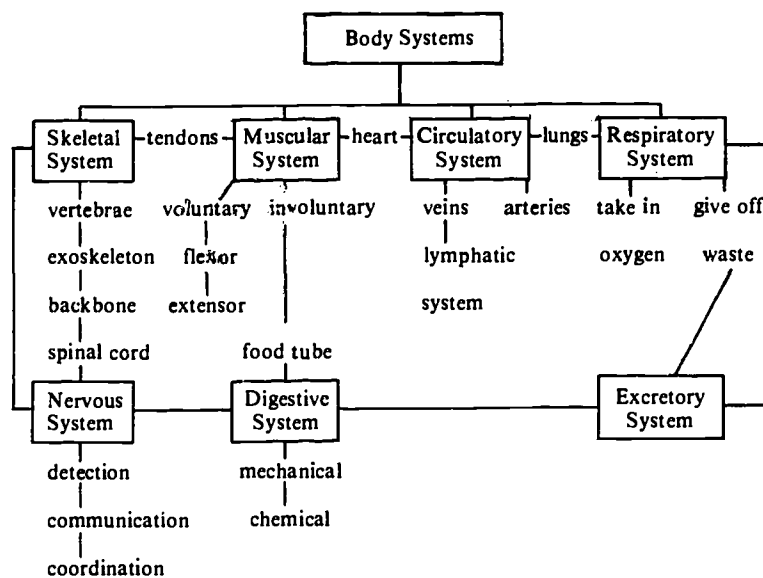 Body Systems
Skeletal System
tendons
Muscular System
heart
Circulatory System
lungs
Respiratory System
vertebrae
voluntary
involuntary
veins
arteries
take in
give off
exoskeleton
flexor
lymphatic
oxygen
waste
backbone
extensor
system
spinal cord
food tube
Nervous System
Digestive System
Excretory System
detection
mechanical
communication
chemical
coordination